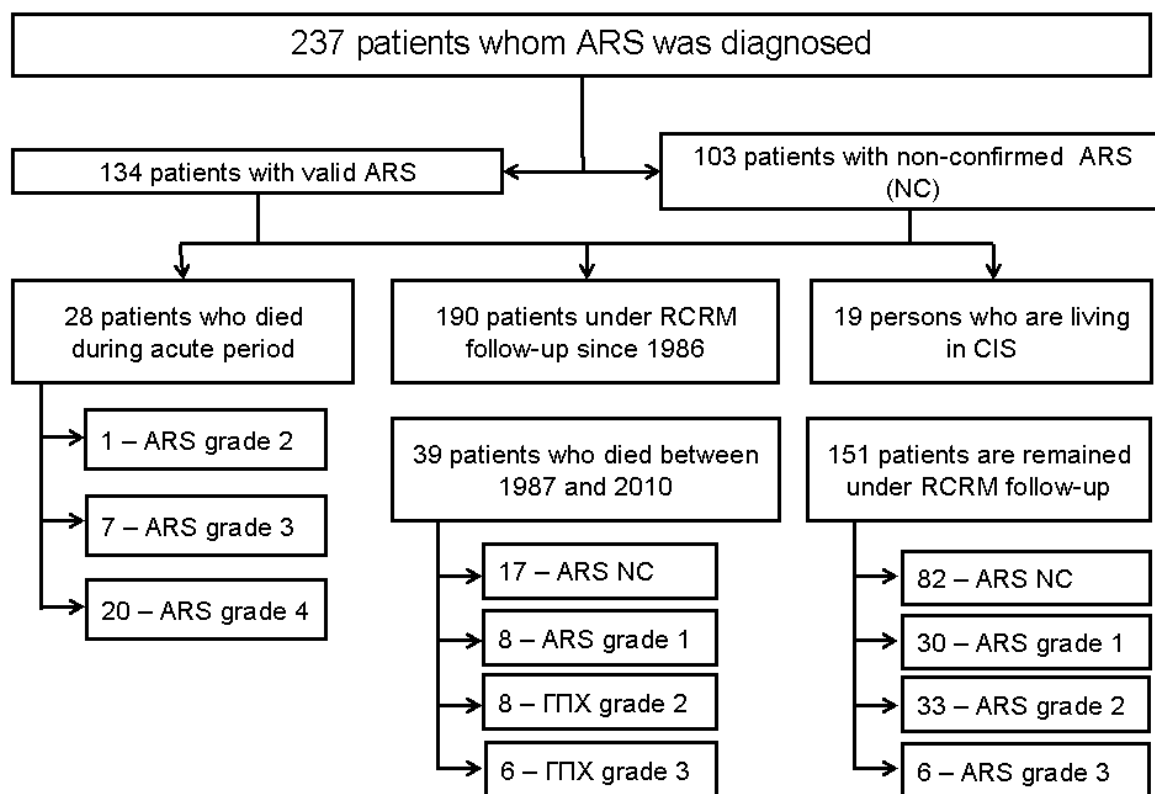 237 patients whom ARS was diagnosed
134 patients with valid ARS
103 patients with non-confirmed ARS
(NC)
28 patients who died
during acute period
190 patients under RCRM
follow-up since 1986
19 persons who are living
in CIS
1 – ARS grade 2
7 – ARS grade 3
20 – ARS grade 4
39 patients who died between
1987 and 2010
17 – ARS NC
8 – ARS grade 1
8 – ГПХ grade 2
6 – ГПХ grade 3
151 patients are remained
under RCRM follow-up
82 – ARS NC
30 – ARS grade 1
33 – ARS grade 2
6 – ARS grade 3